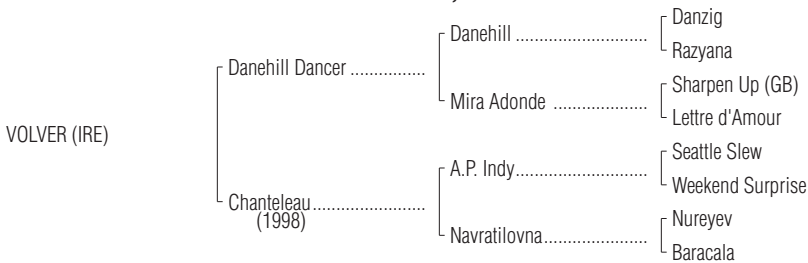 Danzig
Danehill
Razyana
Danehill Dancer
Sharpen Up (GB)
Mira Adonde
Lettre d'Amour
VOLVER (IRE)
Seattle Slew
A.P. Indy
Weekend Surprise
Chanteleau
(1998)
Nureyev
Navratilovna
Baracala